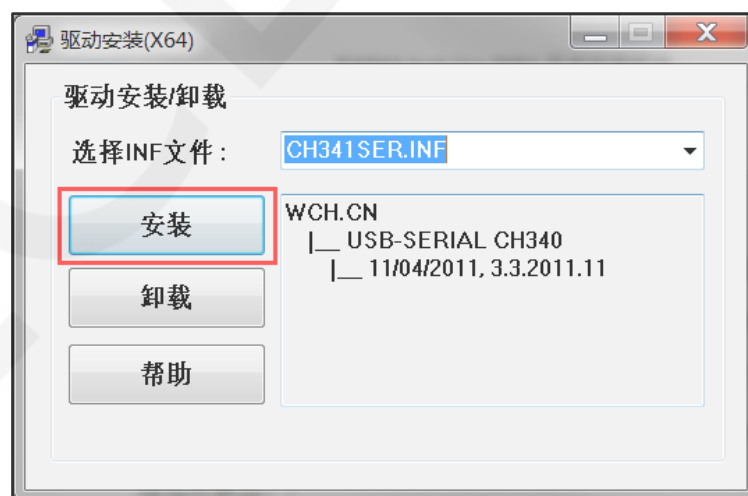 驱动安装(X64)
驱动安装/卸载
选择INF文件:
CH341SER.INF
安装
卸载
帮助
WCH.CN
|__ USB-SERIAL CH340
|__ 11/04/2011, 3.3.2011.11